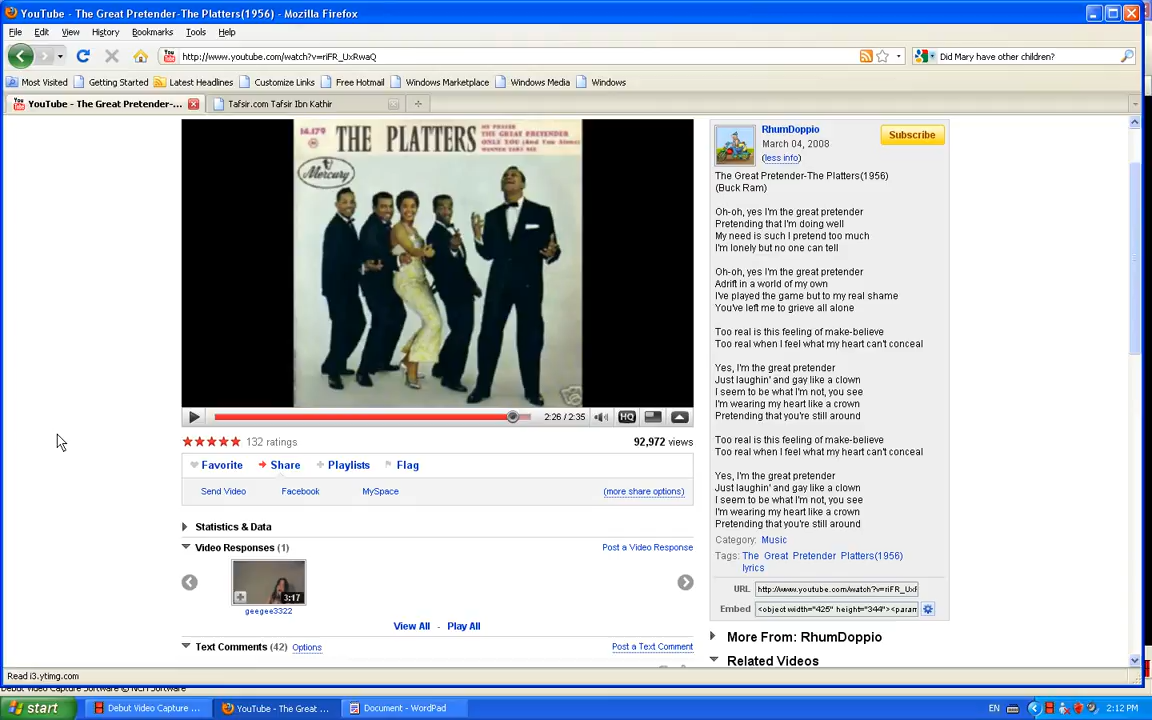 YouTube - The Great Pretender-The Platters(1956) - Mozilla Firefox
File Edit View History Bookmarks Tools Help
http://www.youtube.com/watch?v=riFR_UxRwaQ
Did Mary have other children?
Most Visited Getting Started Latest Headlines Customize Links Free Hotmail Windows Marketplace Windows Media Windows
YouTube - The Great Pretender-...
Tafsir.com Tafsir Ibn Kathir
14.179
THE PLATTERS
MY PRAYER
THE GREAT PRETENDER
ONLY YOU (And You Alone)
Mercury
2:26 / 2:35
HQ
132 ratings
92,972 views
Favorite Share Playlists Flag
Send Video Facebook MySpace (more share options)
Statistics & Data
Video Responses (1)
Post a Video Response
3:17
geegee3322
View All - Play All
Text Comments (42) Options
Post a Text Comment
RhumDoppio
March 04, 2008
(less info)
Subscribe
The Great Pretender-The Platters(1956)
(Buck Ram)
Oh-oh, yes I'm the great pretender
Pretending that I'm doing well
My need is such I pretend too much
I'm lonely but no one can tell
Oh-oh, yes I'm the great pretender
Adrift in a world of my own
I've played the game but to my real shame
You've left me to grieve all alone
Too real is this feeling of make-believe
Too real when I feel what my heart can't conceal
Yes, I'm the great pretender
Just laughin' and gay like a clown
I seem to be what I'm not, you see
I'm wearing my heart like a crown
Pretending that you're still around
Too real is this feeling of make-believe
Too real when I feel what my heart can't conceal
Yes, I'm the great pretender
Just laughin' and gay like a clown
I seem to be what I'm not, you see
I'm wearing my heart like a crown
Pretending that you're still around
Category: Music
Tags: The Great Pretender Platters(1956)
lyrics
URL http://www.youtube.com/watch?v=riFR_UxF
Embed <object width="425" height="344"><paran
More From: RhumDoppio
Related Videos
Read i3.ytimg.com
Debut Video Capture Software © NCH Software
start
Debut Video Capture ...
YouTube - The Great ...
Document - WordPad
EN
2:12 PM